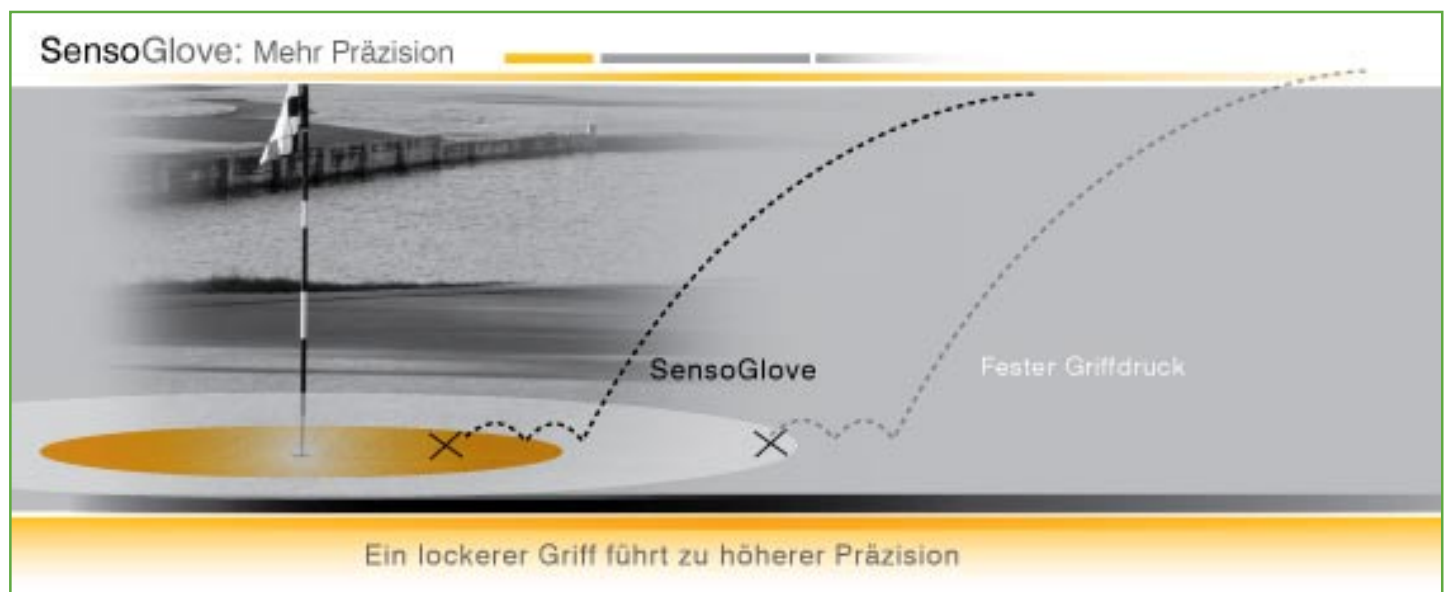 SensoGlove: Mehr Präzision
SensoGlove
Fester Griffdruck
Ein lockerer Griff führt zu höherer Präzision